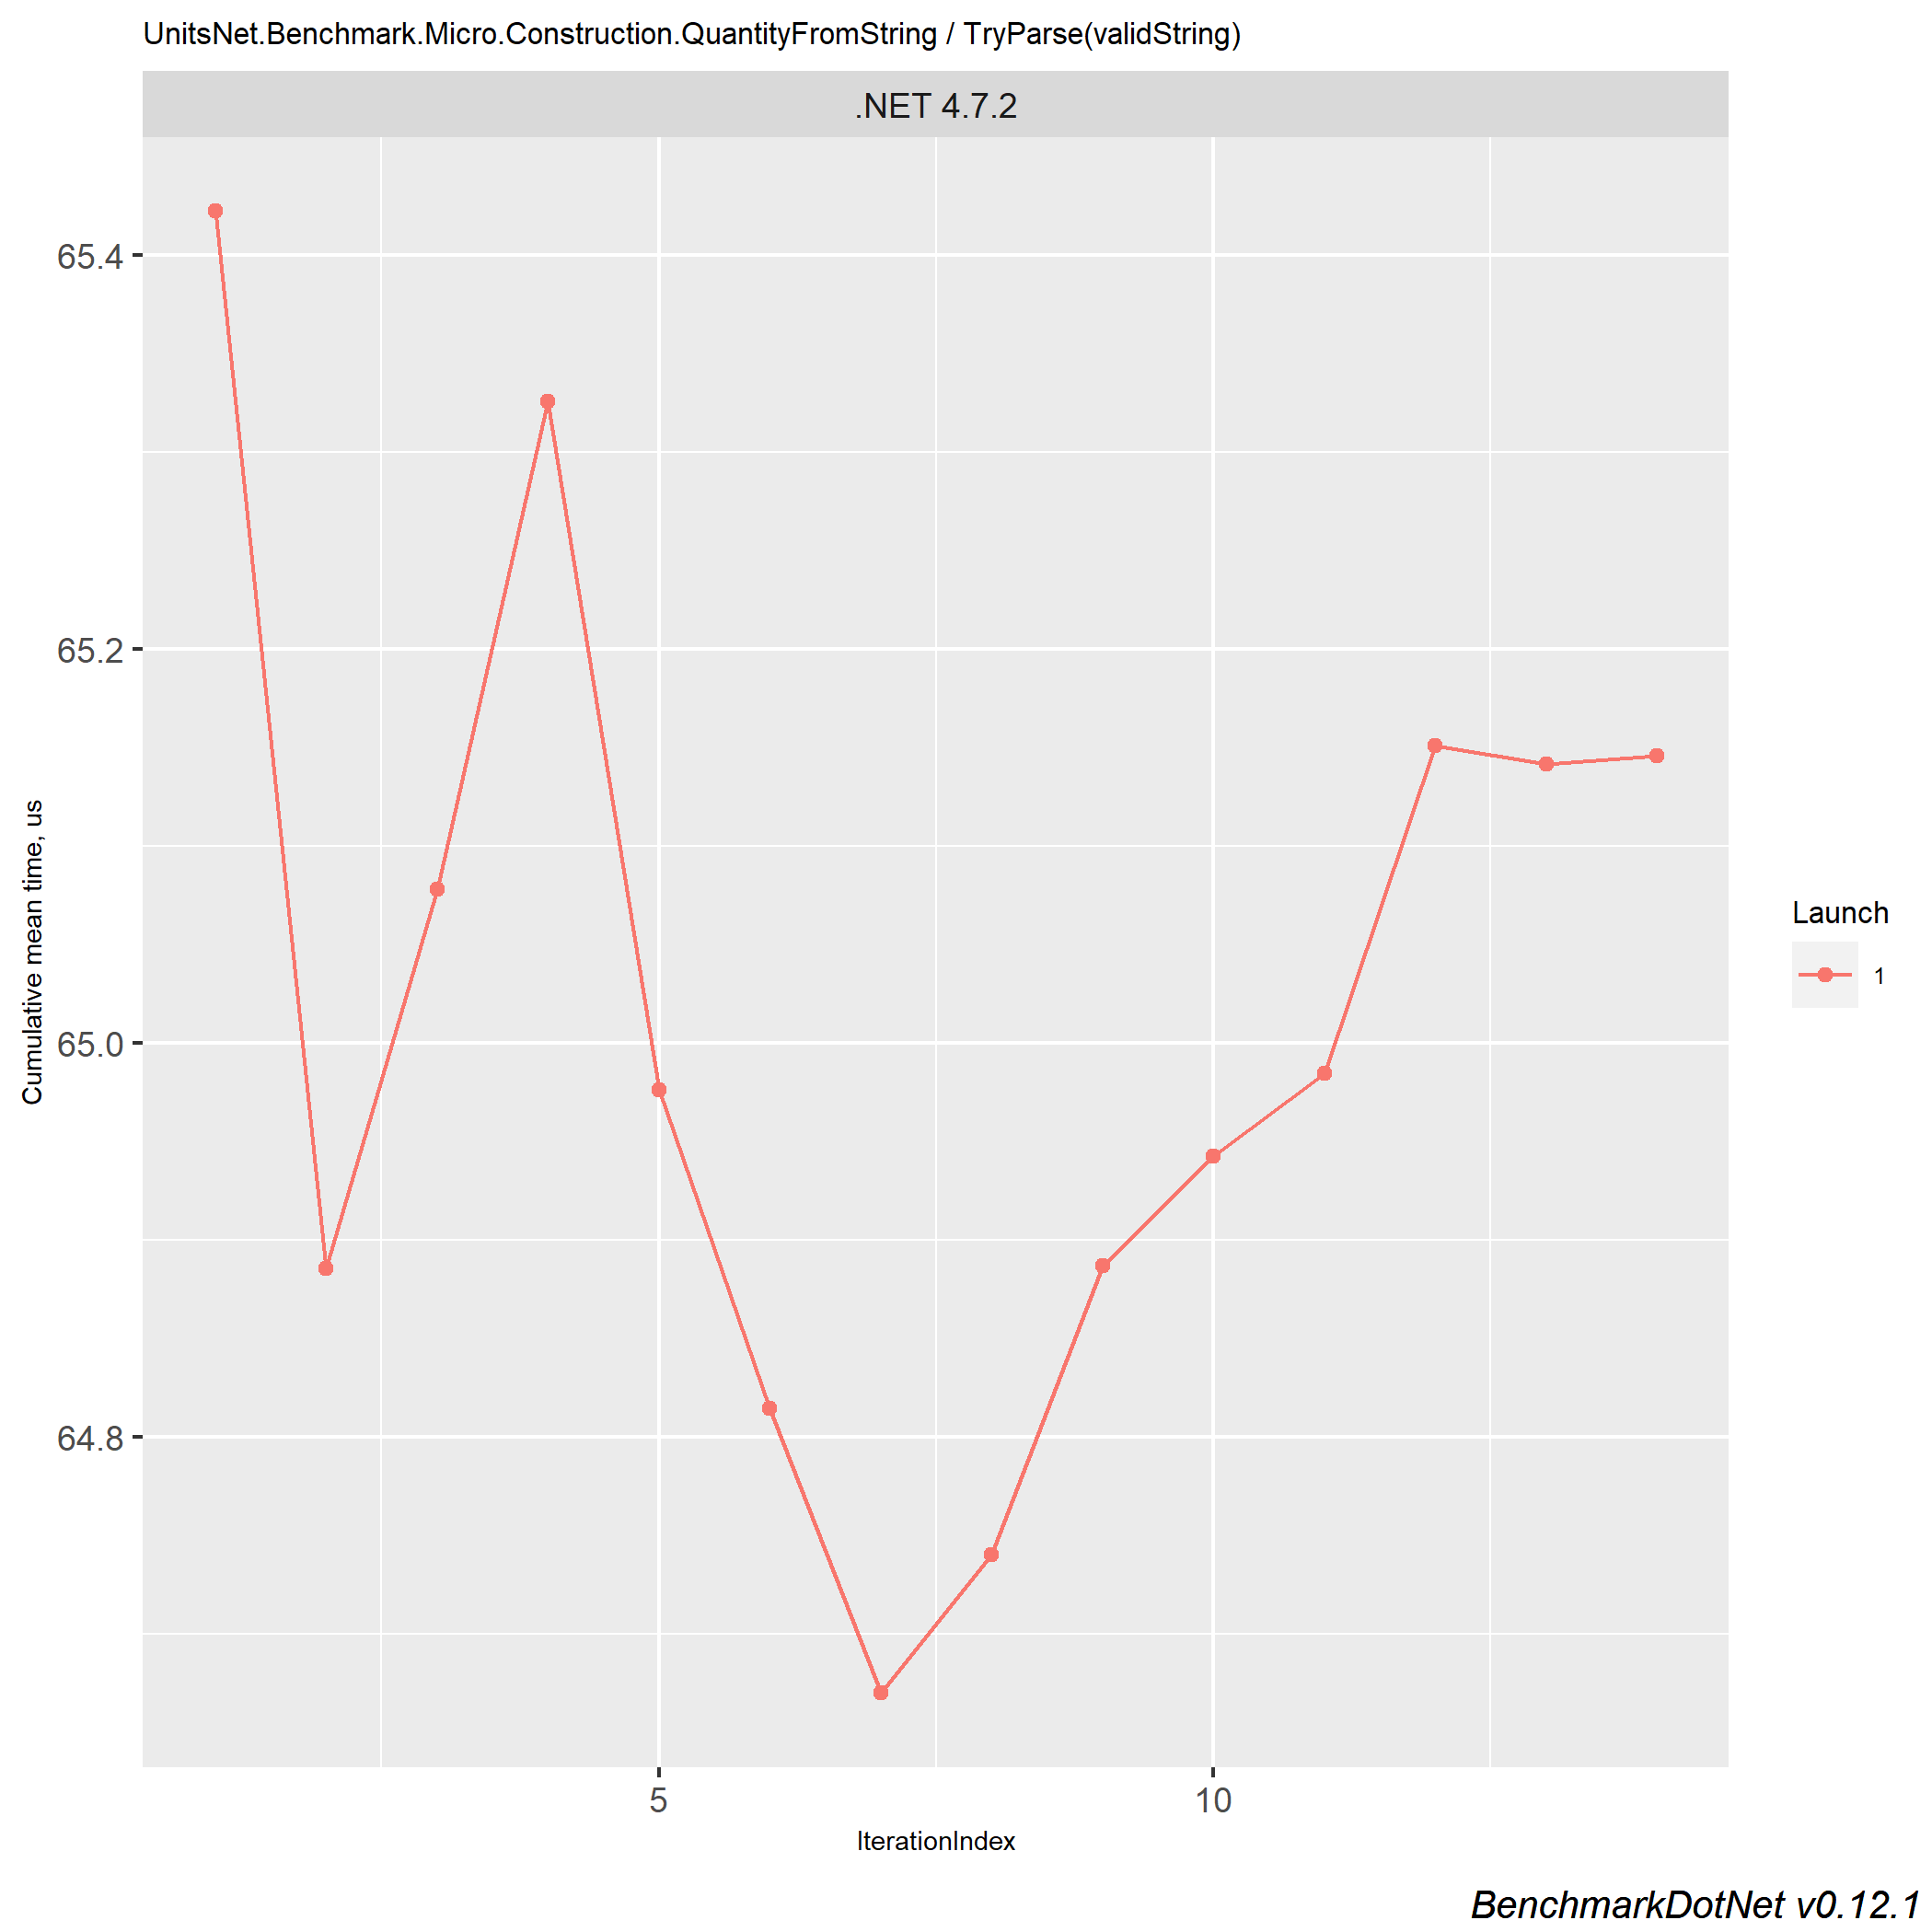 UnitsNet.Benchmark.Micro.Construction.QuantityFromString / TryParse(validString)
.NET 4.7.2
65.4
65.2
65.0
64.8
Cumulative mean time, us
5
10
IterationIndex
Launch
1
BenchmarkDotNet v0.12.1